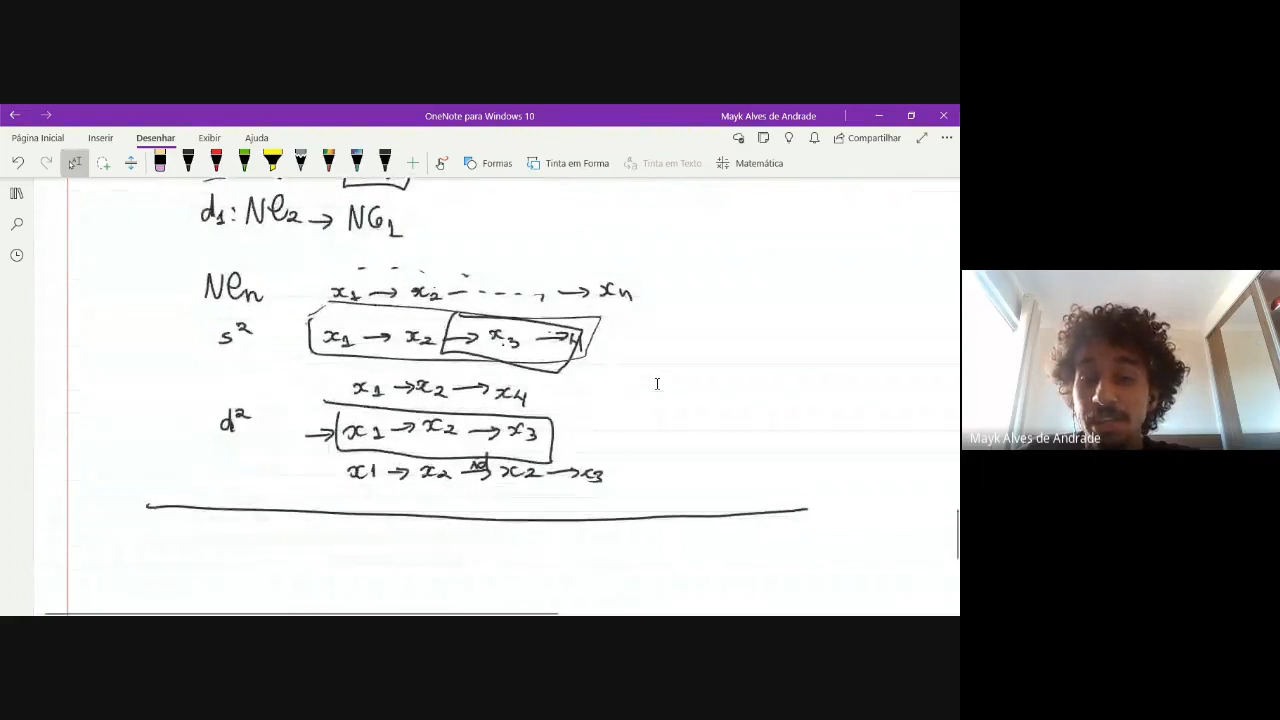 OneNote para Windows 10
Mayk Alves de Andrade
Página Inicial Inserir Desenhar Exibir Ajuda
Compartilhar
Formas Tinta em Forma Tinta em Texto Matemática
d₁: NC₂ → NC₁
NCₙ x₁ → x₂ - - - - , → xₙ
s² x₁ → x₂ → x₃ → x₄
x₁ → x₂ → x₄
d² → x₁ → x₂ → x₃
x1 → x₂ → x₂ → x₃
Mayk Alves de Andrade